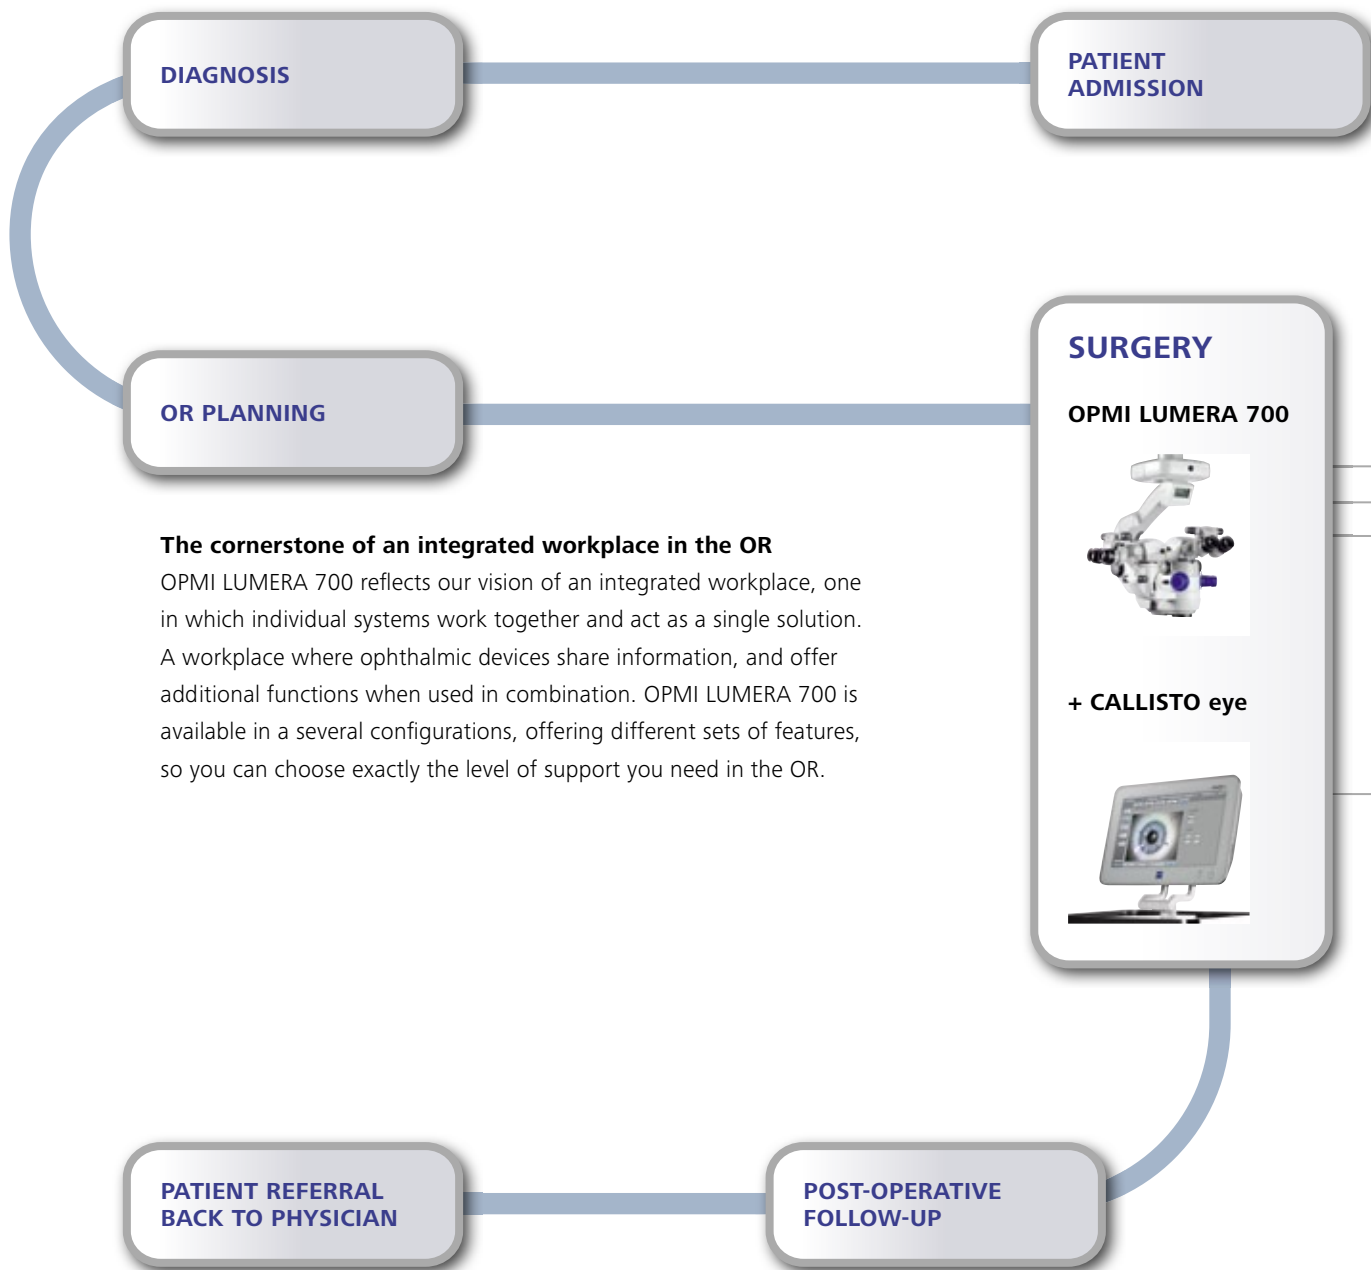 DIAGNOSIS
PATIENT
ADMISSION
OR PLANNING
SURGERY
OPMI LUMERA 700
+ CALLISTO eye
The cornerstone of an integrated workplace in the OR
OPMI LUMERA 700 reflects our vision of an integrated workplace, one
in which individual systems work together and act as a single solution.
A workplace where ophthalmic devices share information, and offer
additional functions when used in combination. OPMI LUMERA 700 is
available in a several configurations, offering different sets of features,
so you can choose exactly the level of support you need in the OR.
PATIENT REFERRAL
BACK TO PHYSICIAN
POST-OPERATIVE
FOLLOW-UP